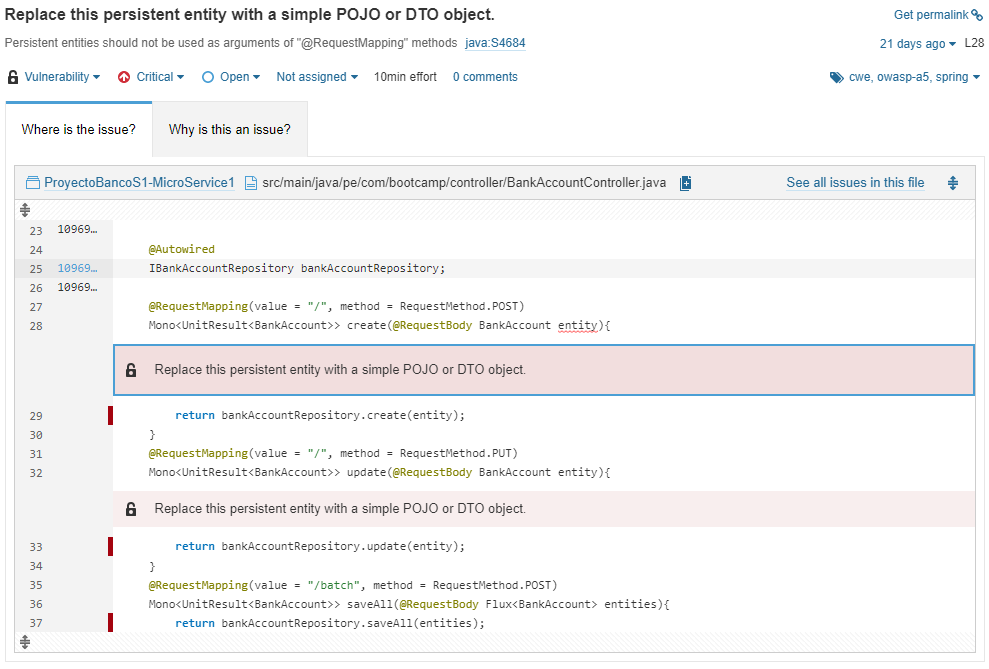 Replace this persistent entity with a simple POJO or DTO object. Get permalink
Persistent entities should not be used as arguments of "@RequestMapping" methods java:S4684 21 days ago L28
Vulnerability Critical Open Not assigned 10min effort 0 comments cwe, owasp-a5, spring
Where is the issue? Why is this an issue?
ProyectoBancoS1-MicroService1 src/main/java/pe/com/bootcamp/controller/BankAccountController.java See all issues in this file
23 10969…
24 @Autowired
25 10969… IBankAccountRepository bankAccountRepository;
26 10969…
27 @RequestMapping(value = "/", method = RequestMethod.POST)
28 Mono<UnitResult<BankAccount>> create(@RequestBody BankAccount entity){
Replace this persistent entity with a simple POJO or DTO object.
29 return bankAccountRepository.create(entity);
30 }
31 @RequestMapping(value = "/", method = RequestMethod.PUT)
32 Mono<UnitResult<BankAccount>> update(@RequestBody BankAccount entity){
Replace this persistent entity with a simple POJO or DTO object.
33 return bankAccountRepository.update(entity);
34 }
35 @RequestMapping(value = "/batch", method = RequestMethod.POST)
36 Mono<UnitResult<BankAccount>> saveAll(@RequestBody Flux<BankAccount> entities){
37 return bankAccountRepository.saveAll(entities);